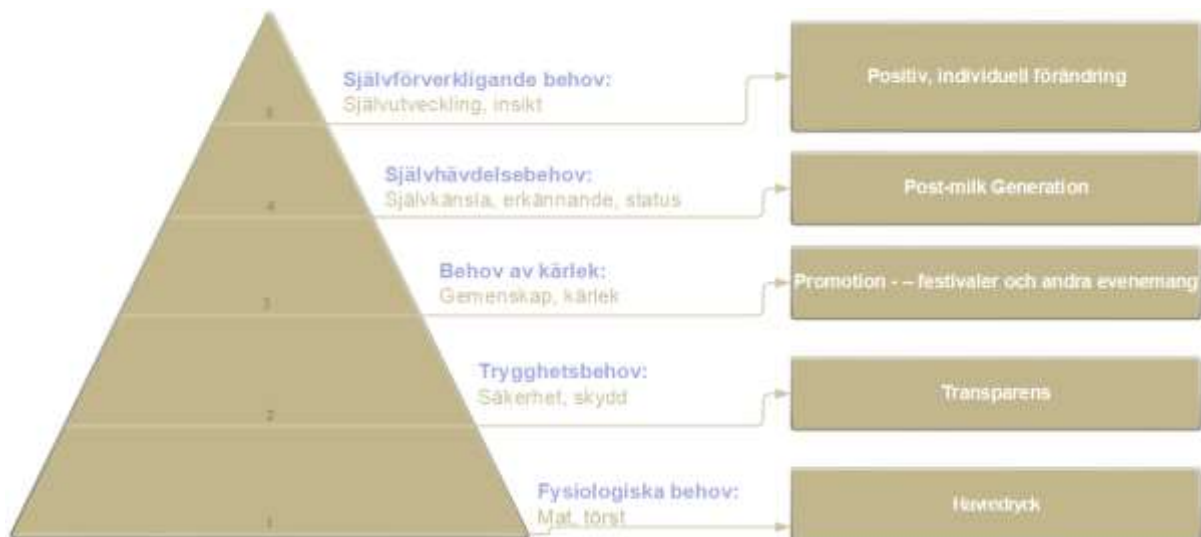 Självförverkligande behov:
Självutveckling, insikt
Positiv, individuell förändring
5
Självhävdelsebehov:
Självkänsla, erkännande, status
Post-milk Generation
4
Behov av kärlek:
Gemenskap, kärlek
Promotion - – festivaler och andra evenemang
3
Trygghetsbehov:
Säkerhet, skydd
Transparens
2
Fysiologiska behov:
Mat, törst
Havredryck
1